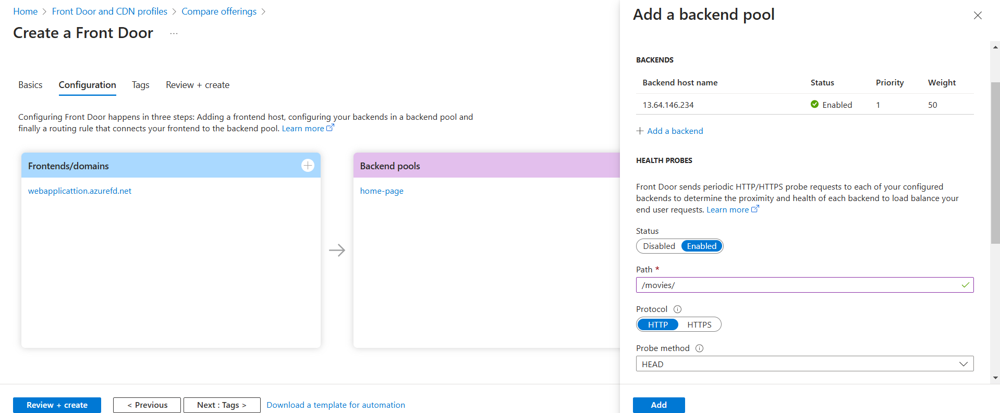 Home > Front Door and CDN profiles > Compare offerings >
Create a Front Door ...
Basics Configuration Tags Review + create
Configuring Front Door happens in three steps: Adding a frontend host, configuring your backends in a backend pool and
finally a routing rule that connects your frontend to the backend pool. Learn more
Frontends/domains
webapplicattion.azurefd.net
Backend pools
home-page
Review + create
< Previous
Next : Tags >
Download a template for automation
Add a backend pool
BACKENDS
Backend host name Status Priority Weight
13.64.146.234 Enabled 1 50
+ Add a backend
HEALTH PROBES
Front Door sends periodic HTTP/HTTPS probe requests to each of your configured
backends to determine the proximity and health of each backend to load balance your
end user requests. Learn more
Status
Disabled Enabled
Path *
/movies/
Protocol
HTTP HTTPS
Probe method
HEAD
Add